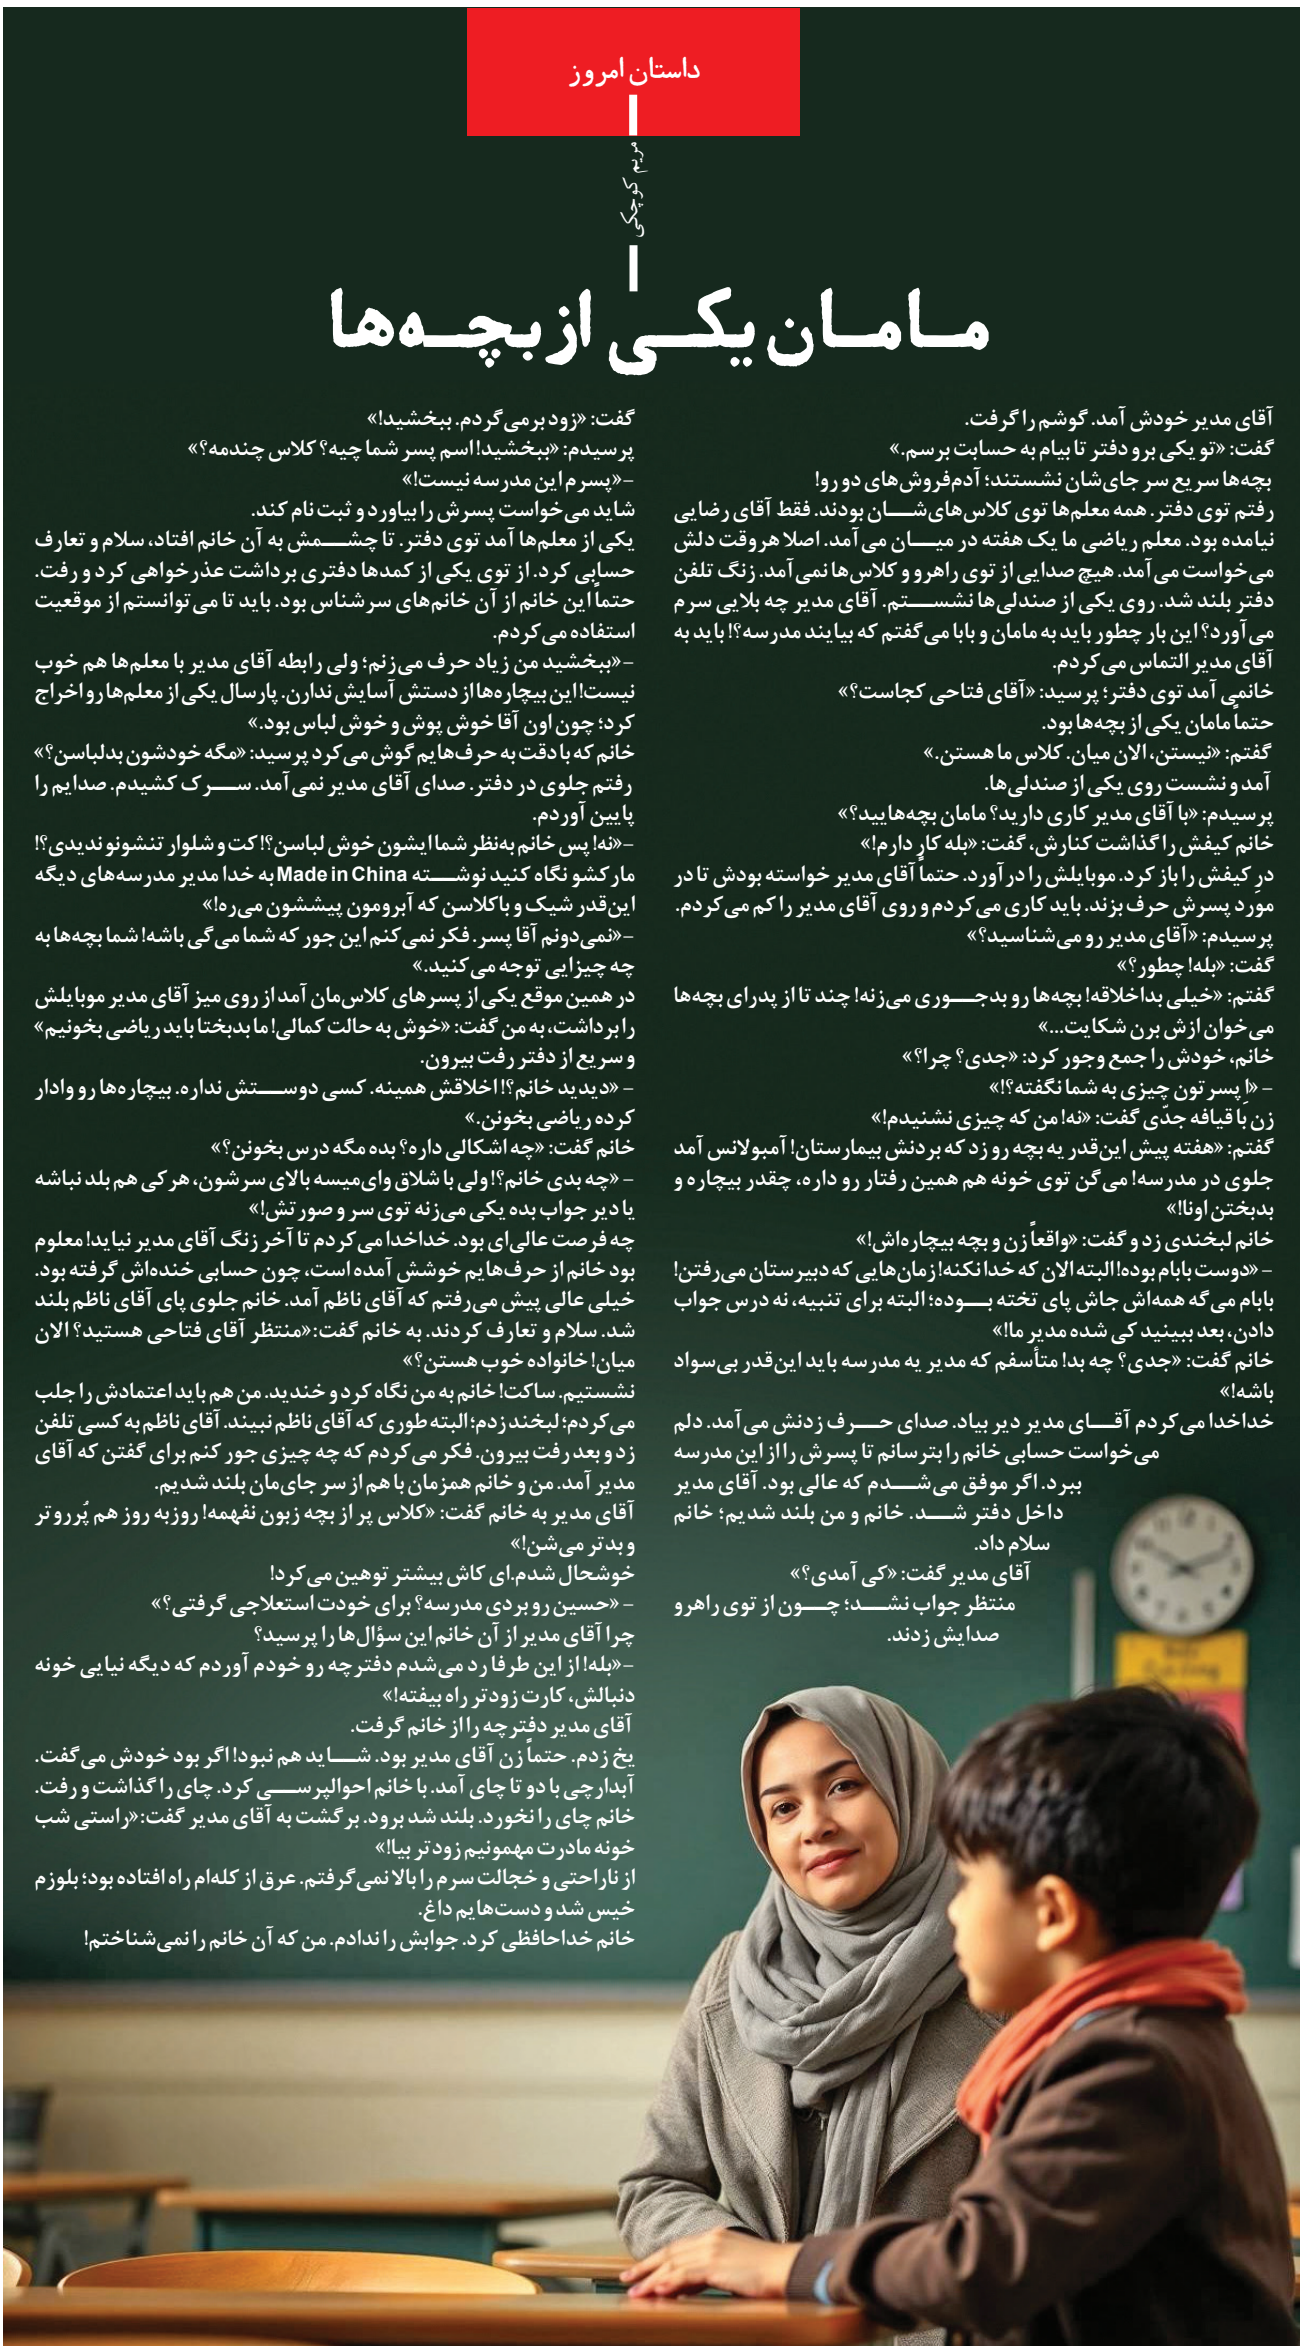 داستان امروز
مریم کوچکی
مامان یکی از بچه‌ها
آقای مدیر خودش آمد. گوشم را گرفت.
گفت: «تو یکی برو دفتر تا بیام به حسابت برسم.»
بچه‌ها سریع سر جای‌شان نشستند؛ آدم‌فروش‌های دورو!
رفتم توی دفتر. همه معلم‌ها توی کلاس‌های‌شان بودند. فقط آقای رضایی
نیامده بود. معلم ریاضی ما یک هفته در میان می‌آمد. اصلا هروقت دلش
می‌خواست می‌آمد. هیچ صدایی از توی راهرو و کلاس‌ها نمی‌آمد. زنگ تلفن
دفتر بلند شد. روی یکی از صندلی‌ها نشستم. آقای مدیر چه بلایی سرم
می‌آورد؟ این بار چطور باید به مامان و بابا می‌گفتم که بیایند مدرسه؟! باید به
آقای مدیر التماس می‌کردم.
خانمی آمد توی دفتر؛ پرسید: «آقای فتاحی کجاست؟»
حتماً مامان یکی از بچه‌ها بود.
گفتم: «نیستن، الان میان. کلاس ما هستن.»
آمد و نشست روی یکی از صندلی‌ها.
پرسیدم: «با آقای مدیر کاری دارید؟ مامان بچه‌هایید؟»
خانم کیفش را گذاشت کنارش، گفت: «بله کار دارم!»
درِ کیفش را باز کرد. موبایلش را در آورد. حتماً آقای مدیر خواسته بودش تا در
مورد پسرش حرف بزند. باید کاری می‌کردم و روی آقای مدیر را کم می‌کردم.
پرسیدم: «آقای مدیر رو می‌شناسید؟»
گفت: «بله! چطور؟»
گفتم: «خیلی بداخلاقه! بچه‌ها رو بدجوری می‌زنه! چند تا از پدرای بچه‌ها
می‌خوان ازش برن شکایت...»
خانم، خودش را جمع وجور کرد: «جدی؟ چرا؟»
- «اِ پسرتون چیزی به شما نگفته؟!»
زن با قیافه جدّی گفت: «نه! من که چیزی نشنیدم!»
گفتم: «هفته پیش این‌قدر یه بچه رو زد که بردنش بیمارستان! آمبولانس آمد
جلوی در مدرسه! می‌گن توی خونه هم همین رفتار رو داره، چقدر بیچاره و
بدبختن اونا!»
خانم لبخندی زد و گفت: «واقعاً زن و بچه بیچاره‌اش!»
- «دوست بابام بوده! البته الان که خدا نکنه! زمان‌هایی که دبیرستان می‌رفتن!
بابام می‌گه همه‌اش جاش پای تخته بوده؛ البته برای تنبیه، نه درس جواب
دادن، بعد ببینید کی شده مدیر ما!»
خانم گفت: «جدی؟ چه بد! متأسفم که مدیر یه مدرسه باید این‌قدر بی‌سواد
باشه!»
خداخدا می‌کردم آقای مدیر دیر بیاد. صدای حرف زدنش می‌آمد. دلم
می‌خواست حسابی خانم را بترسانم تا پسرش را از این مدرسه
ببرد. اگر موفق می‌شدم که عالی بود. آقای مدیر
داخل دفتر شد. خانم و من بلند شدیم؛ خانم
سلام داد.
آقای مدیر گفت: «کی آمدی؟»
منتظر جواب نشد؛ چون از توی راهرو
صدایش زدند.
گفت: «زود برمی‌گردم. ببخشید!»
پرسیدم: «ببخشید! اسم پسر شما چیه؟ کلاس چندمه؟»
-«پسرم این مدرسه نیست!»
شاید می‌خواست پسرش را بیاورد و ثبت نام کند.
یکی از معلم‌ها آمد توی دفتر. تا چشمش به آن خانم افتاد، سلام و تعارف
حسابی کرد. از توی یکی از کمدها دفتری برداشت عذرخواهی کرد و رفت.
حتماً این خانم از آن خانم‌های سرشناس بود. باید تا می‌توانستم از موقعیت
استفاده می‌کردم.
-«ببخشید من زیاد حرف می‌زنم؛ ولی رابطه آقای مدیر با معلم‌ها هم خوب
نیست! این بیچاره‌ها از دستش آسایش ندارن. پارسال یکی از معلم‌ها رو اخراج
کرد؛ چون اون آقا خوش پوش و خوش لباس بود.»
خانم که با دقت به حرف‌هایم گوش می‌کرد پرسید: «مگه خودشون بدلباسن؟»
رفتم جلوی در دفتر. صدای آقای مدیر نمی‌آمد. سرک کشیدم. صدایم را
پایین آوردم.
-«نه! پس خانم به‌نظر شما ایشون خوش لباسن؟! کت و شلوار تنشونو ندیدی؟!
مارکشو نگاه کنید نوشته Made in China به خدا مدیر مدرسه‌های دیگه
این‌قدر شیک و باکلاسن که آبرومون پیششون می‌ره!»
-«نمی‌دونم آقا پسر. فکر نمی‌کنم این جور که شما می‌گی باشه! شما بچه‌ها به
چه چیزایی توجه می‌کنید.»
در همین موقع یکی از پسرهای کلاس‌مان آمد از روی میز آقای مدیر موبایلش
را برداشت، به من گفت: «خوش به حالت کمالی! ما بدبختا باید ریاضی بخونیم»
و سریع از دفتر رفت بیرون.
- «دیدید خانم؟! اخلاقش همینه. کسی دوستش نداره. بیچاره‌ها رو وادار
کرده ریاضی بخونن.»
خانم گفت: «چه اشکالی داره؟ بده مگه درس بخونن؟»
- «چه بدی خانم؟! ولی با شلاق وای‌میسه بالای سرشون، هرکی هم بلد نباشه
یا دیر جواب بده یکی می‌زنه توی سر و صورتش!»
چه فرصت عالی‌ای بود. خداخدا می‌کردم تا آخر زنگ آقای مدیر نیاید! معلوم
بود خانم از حرف‌هایم خوشش آمده است، چون حسابی خنده‌اش گرفته بود.
خیلی عالی پیش می‌رفتم که آقای ناظم آمد. خانم جلوی پای آقای ناظم بلند
شد. سلام و تعارف کردند. به خانم گفت:«منتظر آقای فتاحی هستید؟ الان
میان! خانواده خوب هستن؟»
نشستیم. ساکت! خانم به من نگاه کرد و خندید. من هم باید اعتمادش را جلب
می‌کردم؛ لبخند زدم؛ البته طوری که آقای ناظم نبیند. آقای ناظم به کسی تلفن
زد و بعد رفت بیرون. فکر می‌کردم که چه چیزی جور کنم برای گفتن که آقای
مدیر آمد. من و خانم همزمان با هم از سر جای‌مان بلند شدیم.
آقای مدیر به خانم گفت: «کلاس پر از بچه زبون نفهمه! روزبه روز هم پُرروتر
و بدتر می‌شن!»
خوشحال شدم.ای کاش بیشتر توهین می‌کرد!
- «حسین رو بردی مدرسه؟ برای خودت استعلاجی گرفتی؟»
چرا آقای مدیر از آن خانم این سؤال‌ها را پرسید؟
-«بله! از این طرفا رد می‌شدم دفترچه رو خودم آوردم که دیگه نیایی خونه
دنبالش، کارت زودتر راه بیفته!»
آقای مدیر دفترچه را از خانم گرفت.
یخ زدم. حتماً زن آقای مدیر بود. شاید هم نبود! اگر بود خودش می‌گفت.
آبدارچی با دو تا چای آمد. با خانم احوالپرسی کرد. چای را گذاشت و رفت.
خانم چای را نخورد. بلند شد برود. برگشت به آقای مدیر گفت:«راستی شب
خونه مادرت مهمونیم زودتر بیا!»
از ناراحتی و خجالت سرم را بالا نمی‌گرفتم. عرق از کله‌ام راه افتاده بود؛ بلوزم
خیس شد و دست‌هایم داغ.
خانم خداحافظی کرد. جوابش را ندادم. من که آن خانم را نمی‌شناختم!